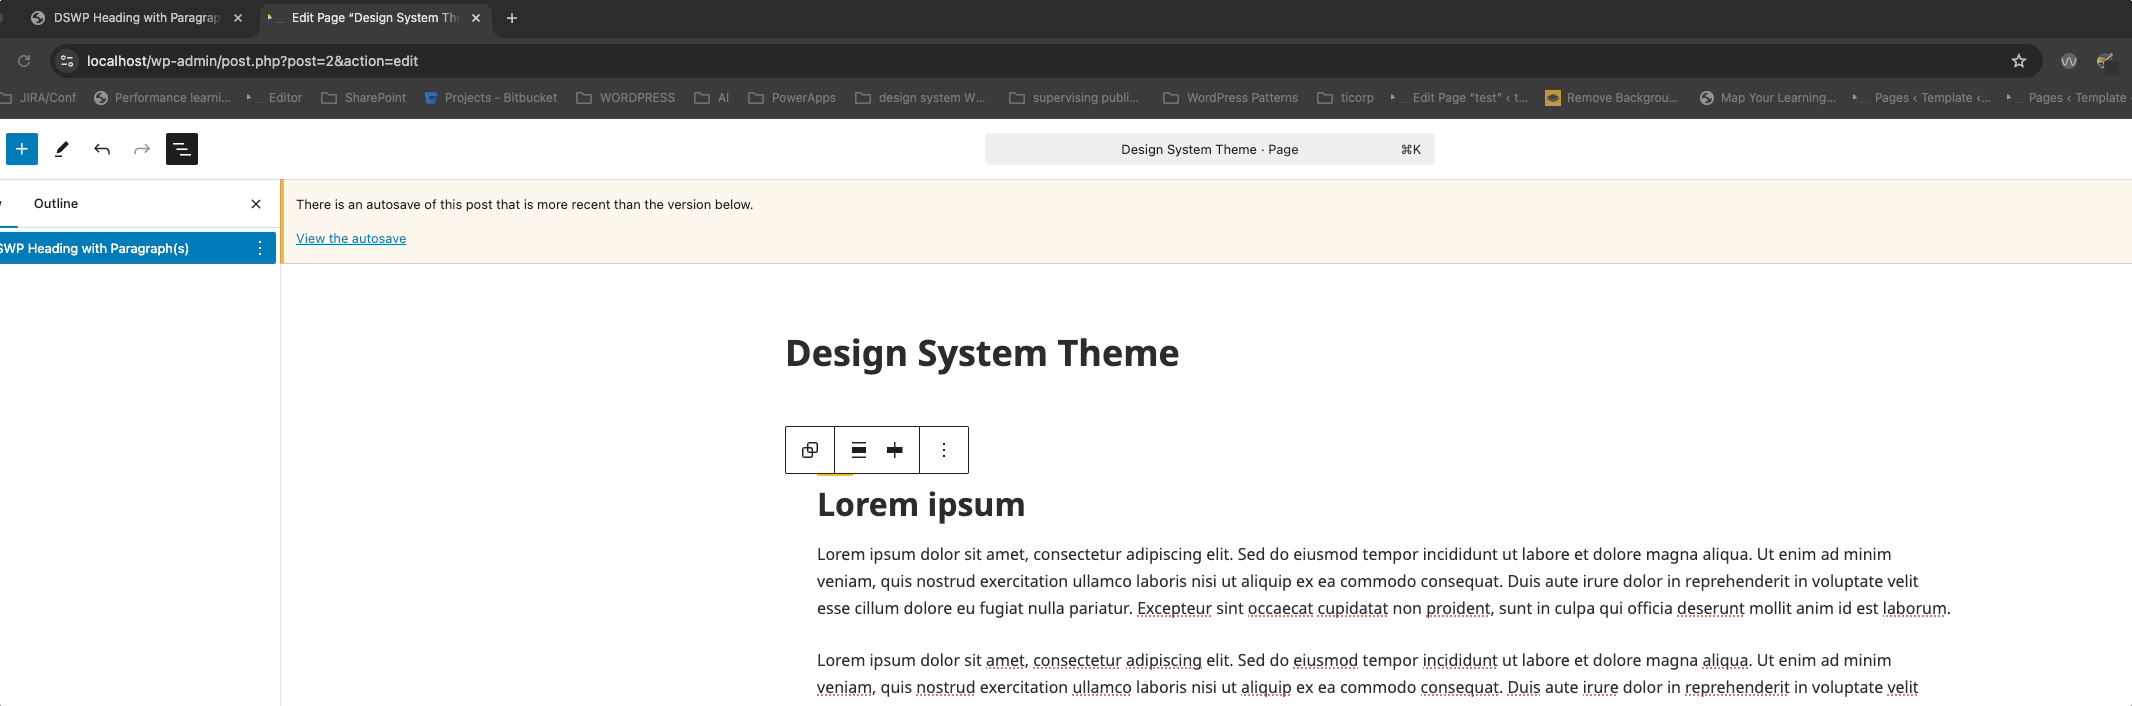 DSWP Heading with Paragrap
Edit Page “Design System Th
localhost/wp-admin/post.php?post=2&action=edit
JIRA/Conf
Performance learni...
Editor
SharePoint
Projects - Bitbucket
WORDPRESS
AI
PowerApps
design system W...
supervising publi...
WordPress Patterns
ticorp
Edit Page “test” ‹ t...
Remove Backgrou...
Map Your Learning...
Pages ‹ Template ‹...
Pages ‹ Template
Design System Theme · Page
⌘K
Outline
There is an autosave of this post that is more recent than the version below.
View the autosave
SWP Heading with Paragraph(s)
Design System Theme
Lorem ipsum
Lorem ipsum dolor sit amet, consectetur adipiscing elit. Sed do eiusmod tempor incididunt ut labore et dolore magna aliqua. Ut enim ad minim
veniam, quis nostrud exercitation ullamco laboris nisi ut aliquip ex ea commodo consequat. Duis aute irure dolor in reprehenderit in voluptate velit
esse cillum dolore eu fugiat nulla pariatur. Excepteur sint occaecat cupidatat non proident, sunt in culpa qui officia deserunt mollit anim id est laborum.
Lorem ipsum dolor sit amet, consectetur adipiscing elit. Sed do eiusmod tempor incididunt ut labore et dolore magna aliqua. Ut enim ad minim
veniam, quis nostrud exercitation ullamco laboris nisi ut aliquip ex ea commodo consequat. Duis aute irure dolor in reprehenderit in voluptate velit